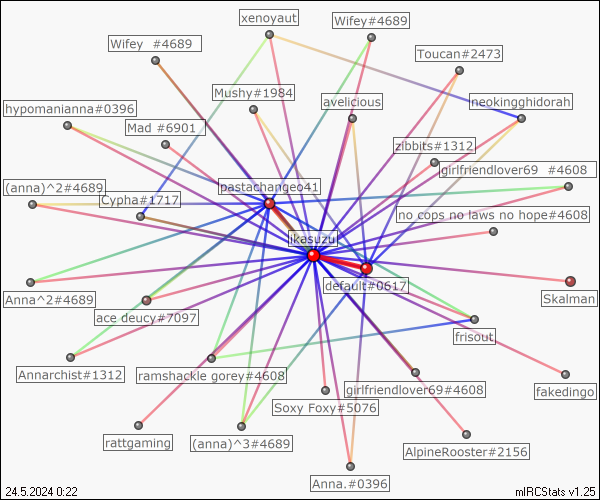 xenoyaut
Wifey#4689
Wifey  #4689
Toucan#2473
Mushy#1984
avelicious
neokingghidorah
hypomanianna#0396
Mad #6901
zibbits#1312
girlfriendlover69  #4608
(anna)^2#4689
pastachangeo41
Cypha#1717
no cops no laws no hope#4608
ikasuzu
default#0617
Anna^2#4689
Skalman
ace deucy#7097
frisout
Annarchist#1312
ramshackle gorey#4608
girlfriendlover69#4608
fakedingo
Soxy Foxy#5076
rattgaming
(anna)^3#4689
AlpineRooster#2156
Anna.#0396
24.5.2024 0:22
mIRCStats v1.25